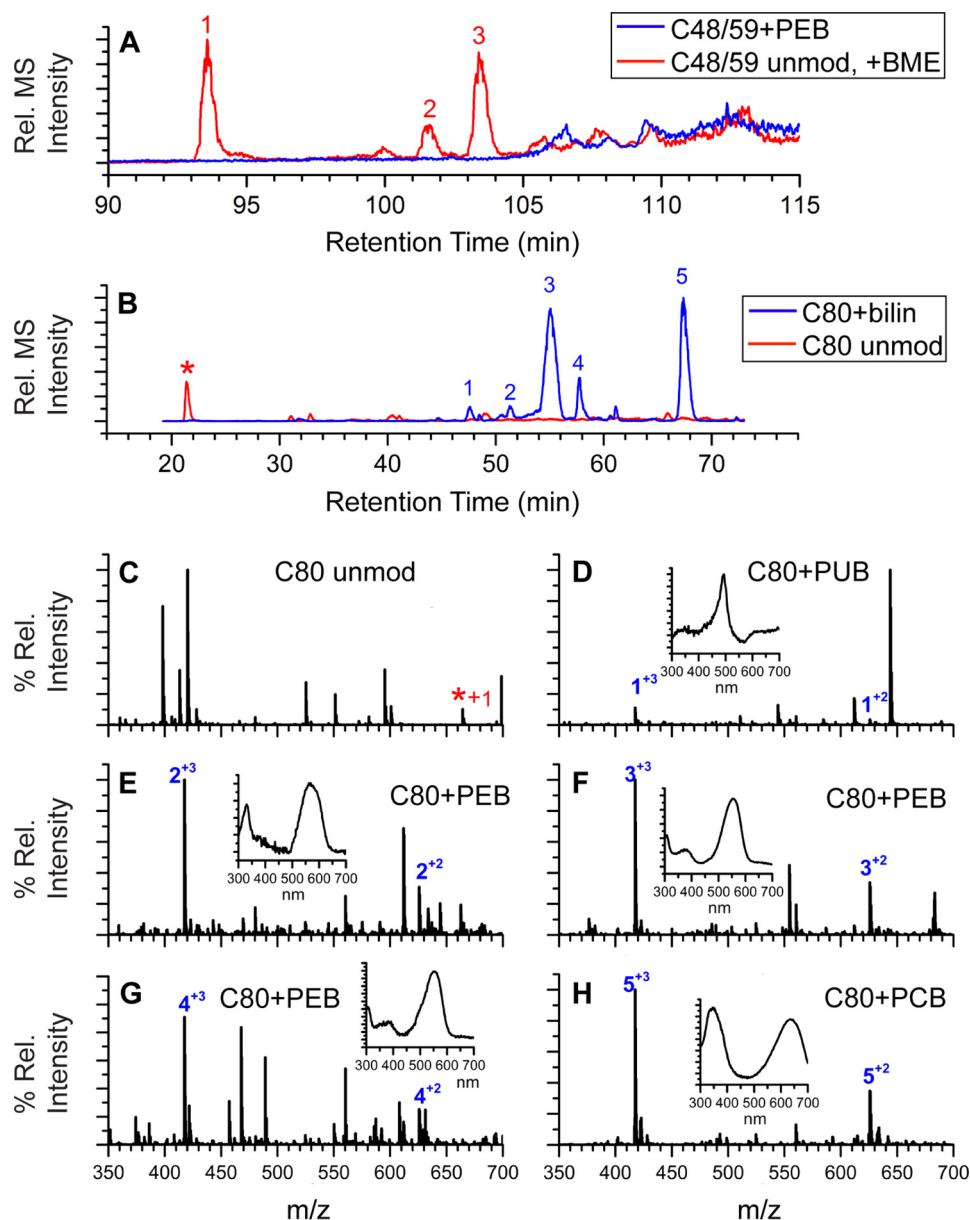 A
1
2
3
C48/59+PEB
C48/59 unmod, +BME
Rel. MS
Intensity
90 95 100 105 110 115
Retention Time (min)
B
*
1
2
3
4
5
C80+bilin
C80 unmod
Rel. MS
Intensity
20 30 40 50 60 70
Retention Time (min)
C
C80 unmod
*+1
% Rel.
Intensity
D
C80+PUB
1+3
1+2
300 400 500 600 700
nm
E
C80+PEB
2+3
2+2
300 400 500 600 700
nm
% Rel.
Intensity
F
C80+PEB
3+3
3+2
300 400 500 600 700
nm
G
C80+PEB
4+3
4+2
300 400 500 600 700
nm
% Rel.
Intensity
350 400 450 500 550 600 650 700
m/z
H
C80+PCB
5+3
5+2
300 400 500 600 700
nm
350 400 450 500 550 600 650 700
m/z